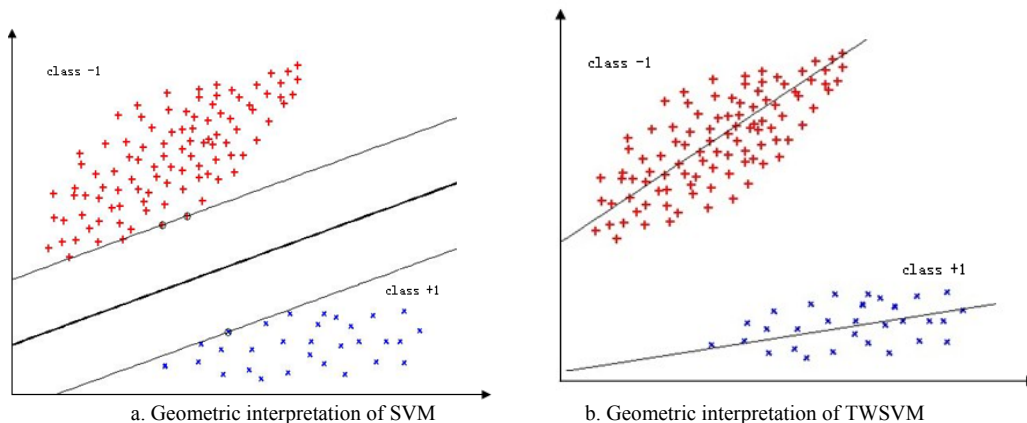 class -1
class +1
a. Geometric interpretation of SVM
class -1
class +1
b. Geometric interpretation of TWSVM